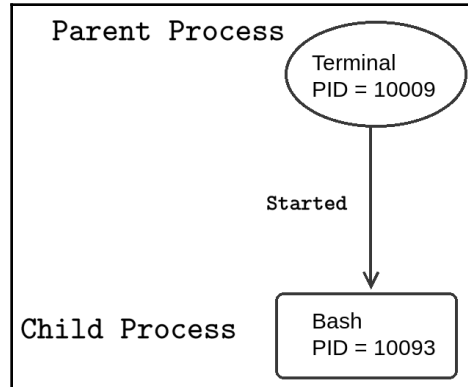 Parent Process
Terminal
PID = 10009
Started
Child Process
Bash
PID = 10093